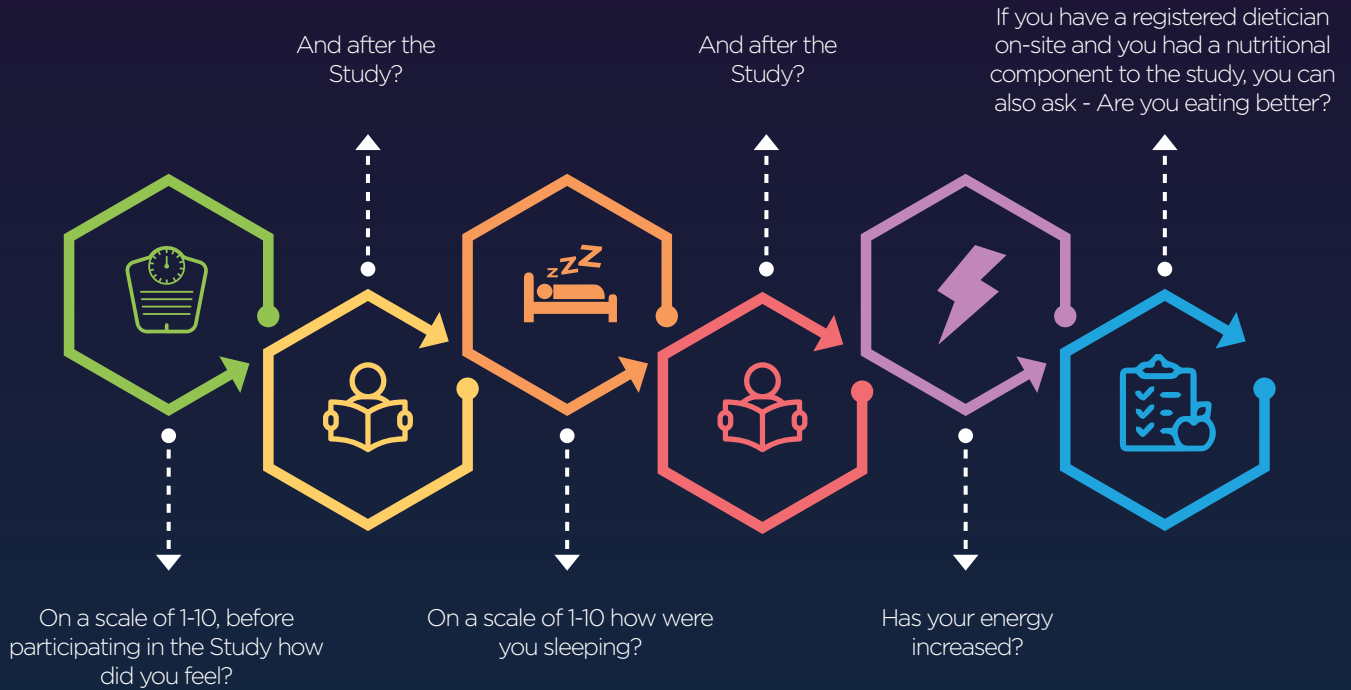 On a scale of 1-10, before
participating in the Study how
did you feel?
And after the
Study?
zzZ
On a scale of 1-10 how were
you sleeping?
And after the
Study?
Has your energy
increased?
If you have a registered dietician
on-site and you had a nutritional
component to the study, you can
also ask - Are you eating better?